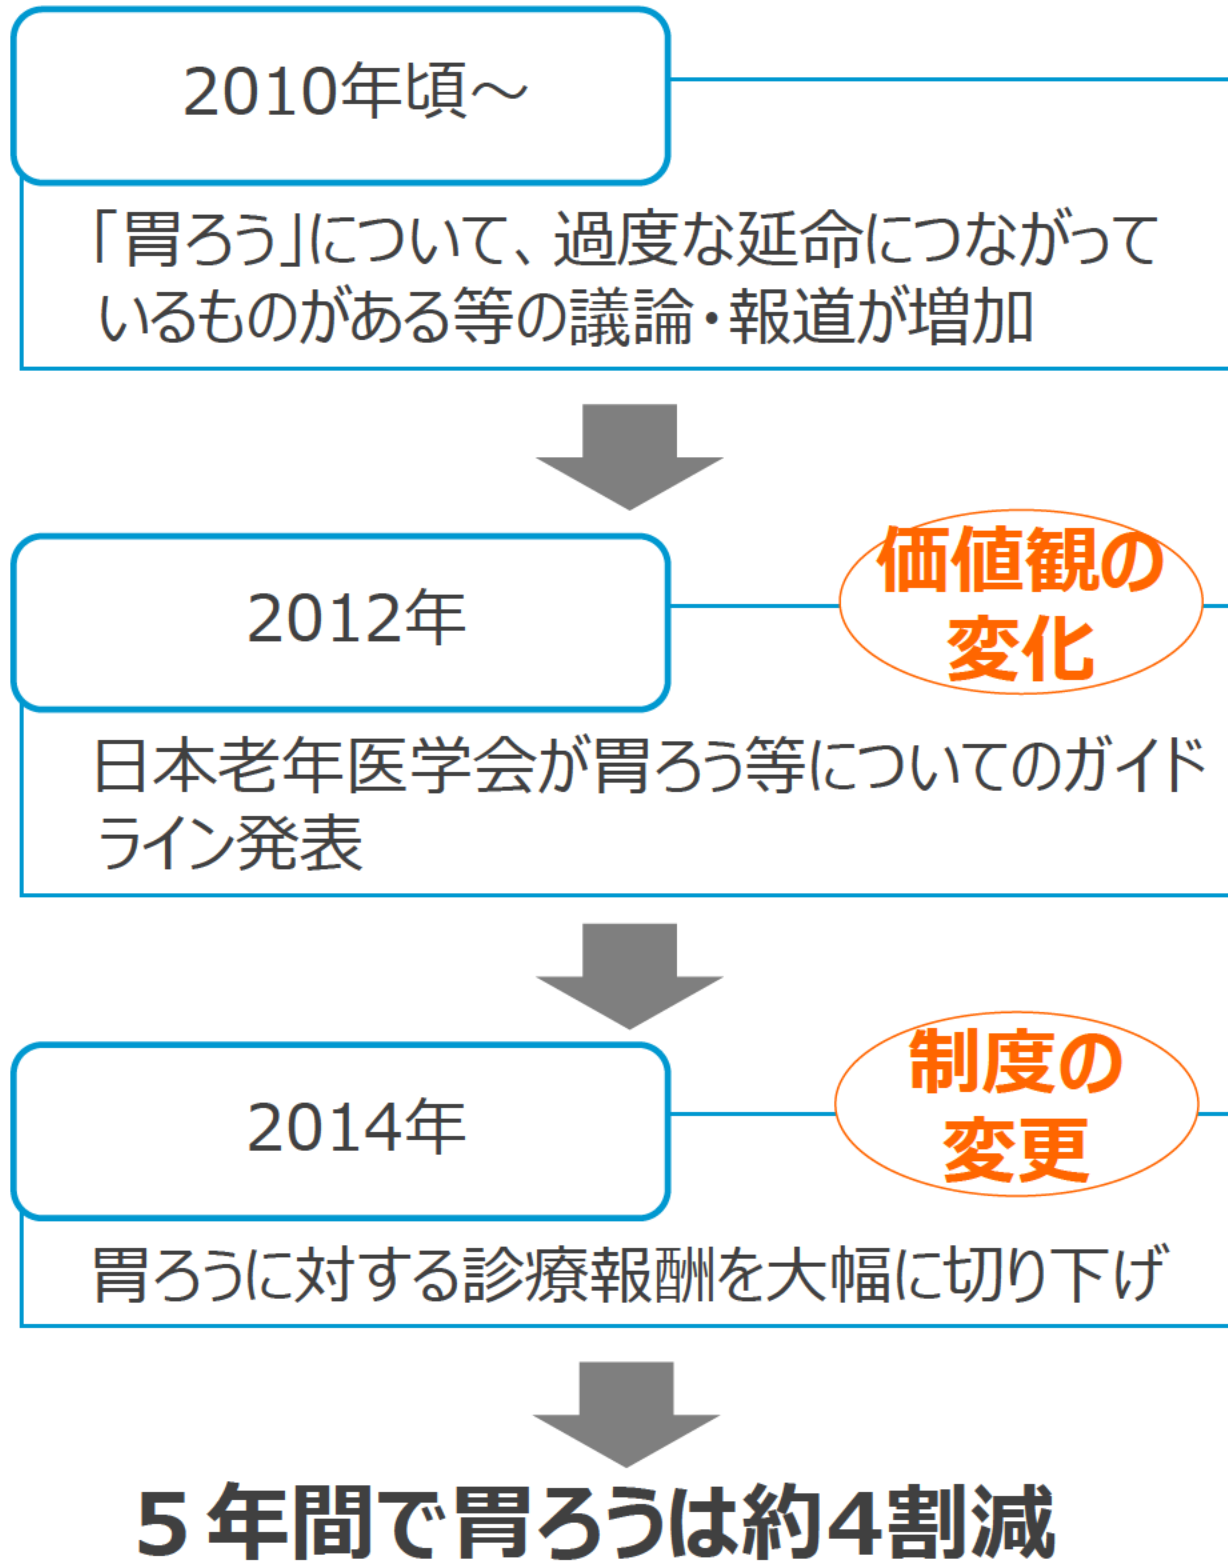 2010年頃～
「胃ろう」について、過度な延命につながって
いるものがある等の議論・報道が増加
2012年
価値観の
変化
日本老年医学会が胃ろう等についてのガイド
ライン発表
2014年
制度の
変更
胃ろうに対する診療報酬を大幅に切り下げ
５年間で胃ろうは約4割減